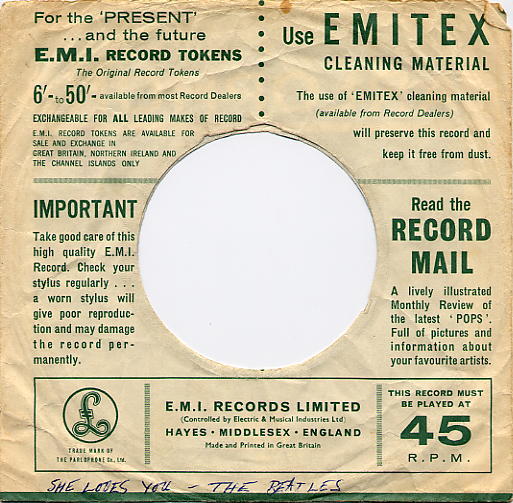 For the 'PRESENT'
...and the future
E.M.I. RECORD TOKENS
The Original Record Tokens
6'- to 50'- available from most Record Dealers
EXCHANGEABLE FOR ALL LEADING MAKES OF RECORD
E.M.I. RECORD TOKENS ARE AVAILABLE FOR
SALE AND EXCHANGE IN
GREAT BRITAIN, NORTHERN IRELAND AND
THE CHANNEL ISLANDS ONLY
Use EMITEX
CLEANING MATERIAL
The use of 'EMITEX' cleaning material
(available from Record Dealers)
will preserve this record and
keep it free from dust.
IMPORTANT
Take good care of this
high quality E.M.I.
Record. Check your
stylus regularly . . .
a worn stylus will
give poor reproduc-
tion and may damage
the record per-
manently.
Read the
RECORD
MAIL
A lively illustrated
Monthly Review of
the latest 'POPS'.
Full of pictures and
information about
your favourite artists.
£
TRADE MARK OF
THE PARLOPHONE Co., Ltd.
E.M.I. RECORDS LIMITED
(Controlled by Electric & Musical Industries Ltd)
HAYES · MIDDLESEX · ENGLAND
Made and Printed in Great Britain
THIS RECORD MUST
BE PLAYED AT
45
R.P.M.
SHE LOVES YOU - THE BEATLES